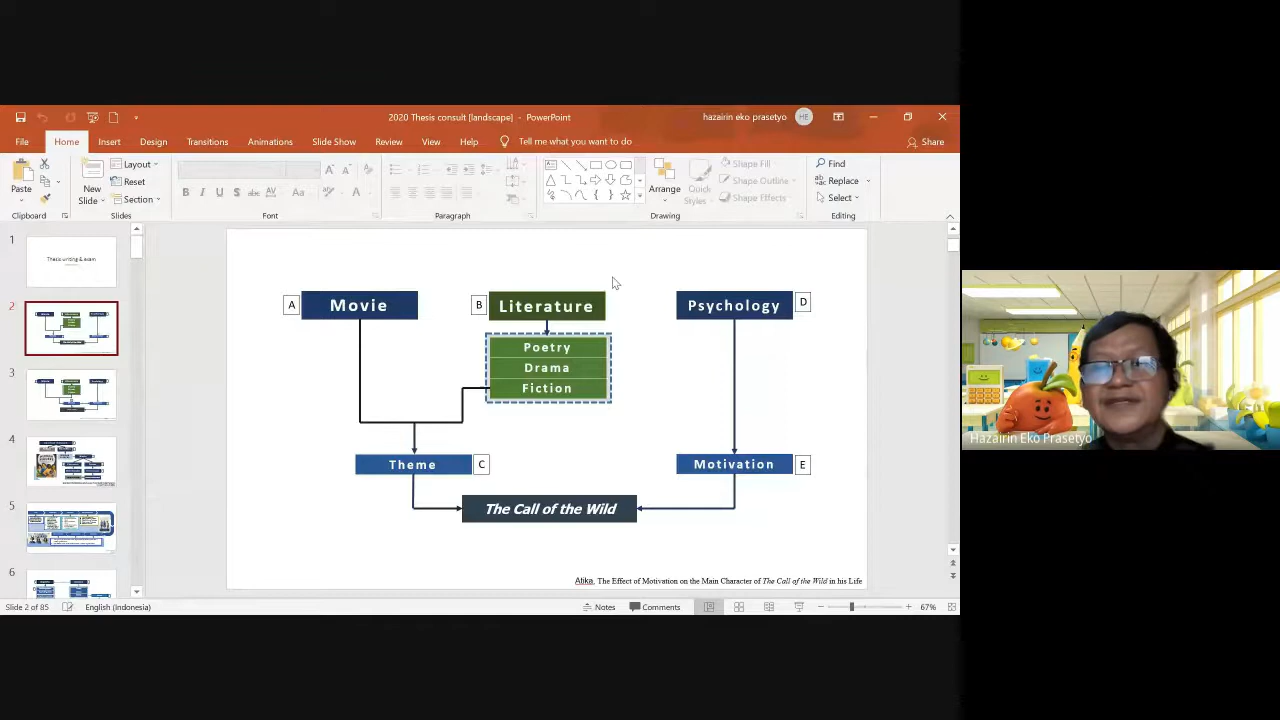 2020 Thesis consult [landscape] - PowerPoint
hazairin eko prasetyo
HE
File
Home
Insert
Design
Transitions
Animations
Slide Show
Review
View
Help
Tell me what you want to do
Share
Paste
New
Slide
Layout
Reset
Section
B I U S abc AV Aa A
Arrange
Quick
Styles
Shape Fill
Shape Outline
Shape Effects
Find
Replace
Select
Clipboard
Slides
Font
Paragraph
Drawing
Editing
1
Thesis writing & exam
2
3
4
5
6
A
Movie
B
Literature
Psychology
D
Poetry
Drama
Fiction
Theme
C
Motivation
E
The Call of the Wild
Atika, The Effect of Motivation on the Main Character of The Call of the Wild in his Life
Hazairin Eko Prasetyo
Slide 2 of 85
English (Indonesia)
Notes
Comments
67%